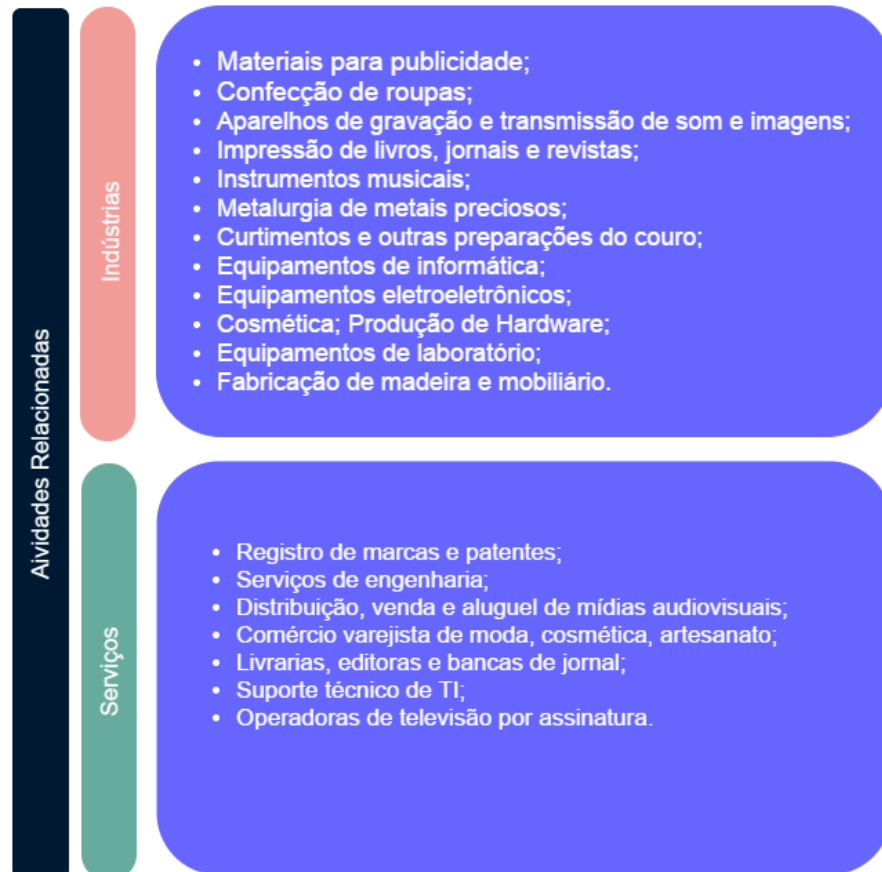 Aividades Relacionadas
Indústrias
• Materiais para publicidade;
• Confecção de roupas;
• Aparelhos de gravação e transmissão de som e imagens;
• Impressão de livros, jornais e revistas;
• Instrumentos musicais;
• Metalurgia de metais preciosos;
• Curtimentos e outras preparações do couro;
• Equipamentos de informática;
• Equipamentos eletroeletrônicos;
• Cosmética; Produção de Hardware;
• Equipamentos de laboratório;
• Fabricação de madeira e mobiliário.
Serviços
• Registro de marcas e patentes;
• Serviços de engenharia;
• Distribuição, venda e aluguel de mídias audiovisuais;
• Comércio varejista de moda, cosmética, artesanato;
• Livrarias, editoras e bancas de jornal;
• Suporte técnico de TI;
• Operadoras de televisão por assinatura.